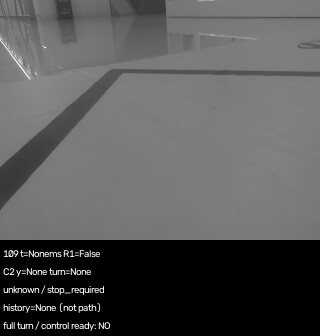 109 t=Nonems R1=False
C2 y=None turn=None
unknown / stop_required
history=None (not path)
full turn / control ready: NO